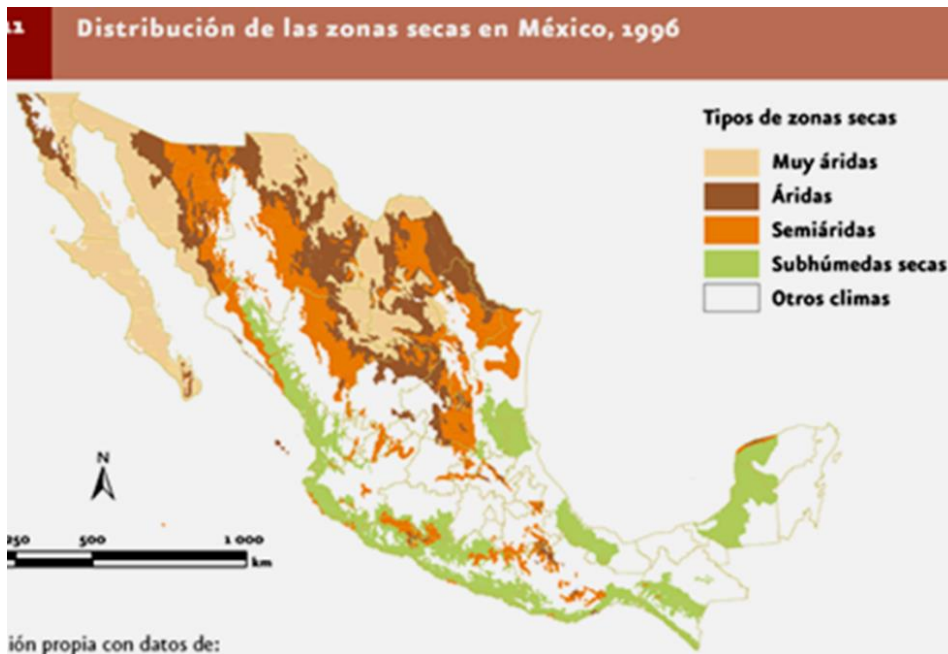 11
Distribución de las zonas secas en México, 1996
Tipos de zonas secas
Muy áridas
Áridas
Semiáridas
Subhúmedas secas
Otros climas
N
250 500 1 000
km
ión propia con datos de: